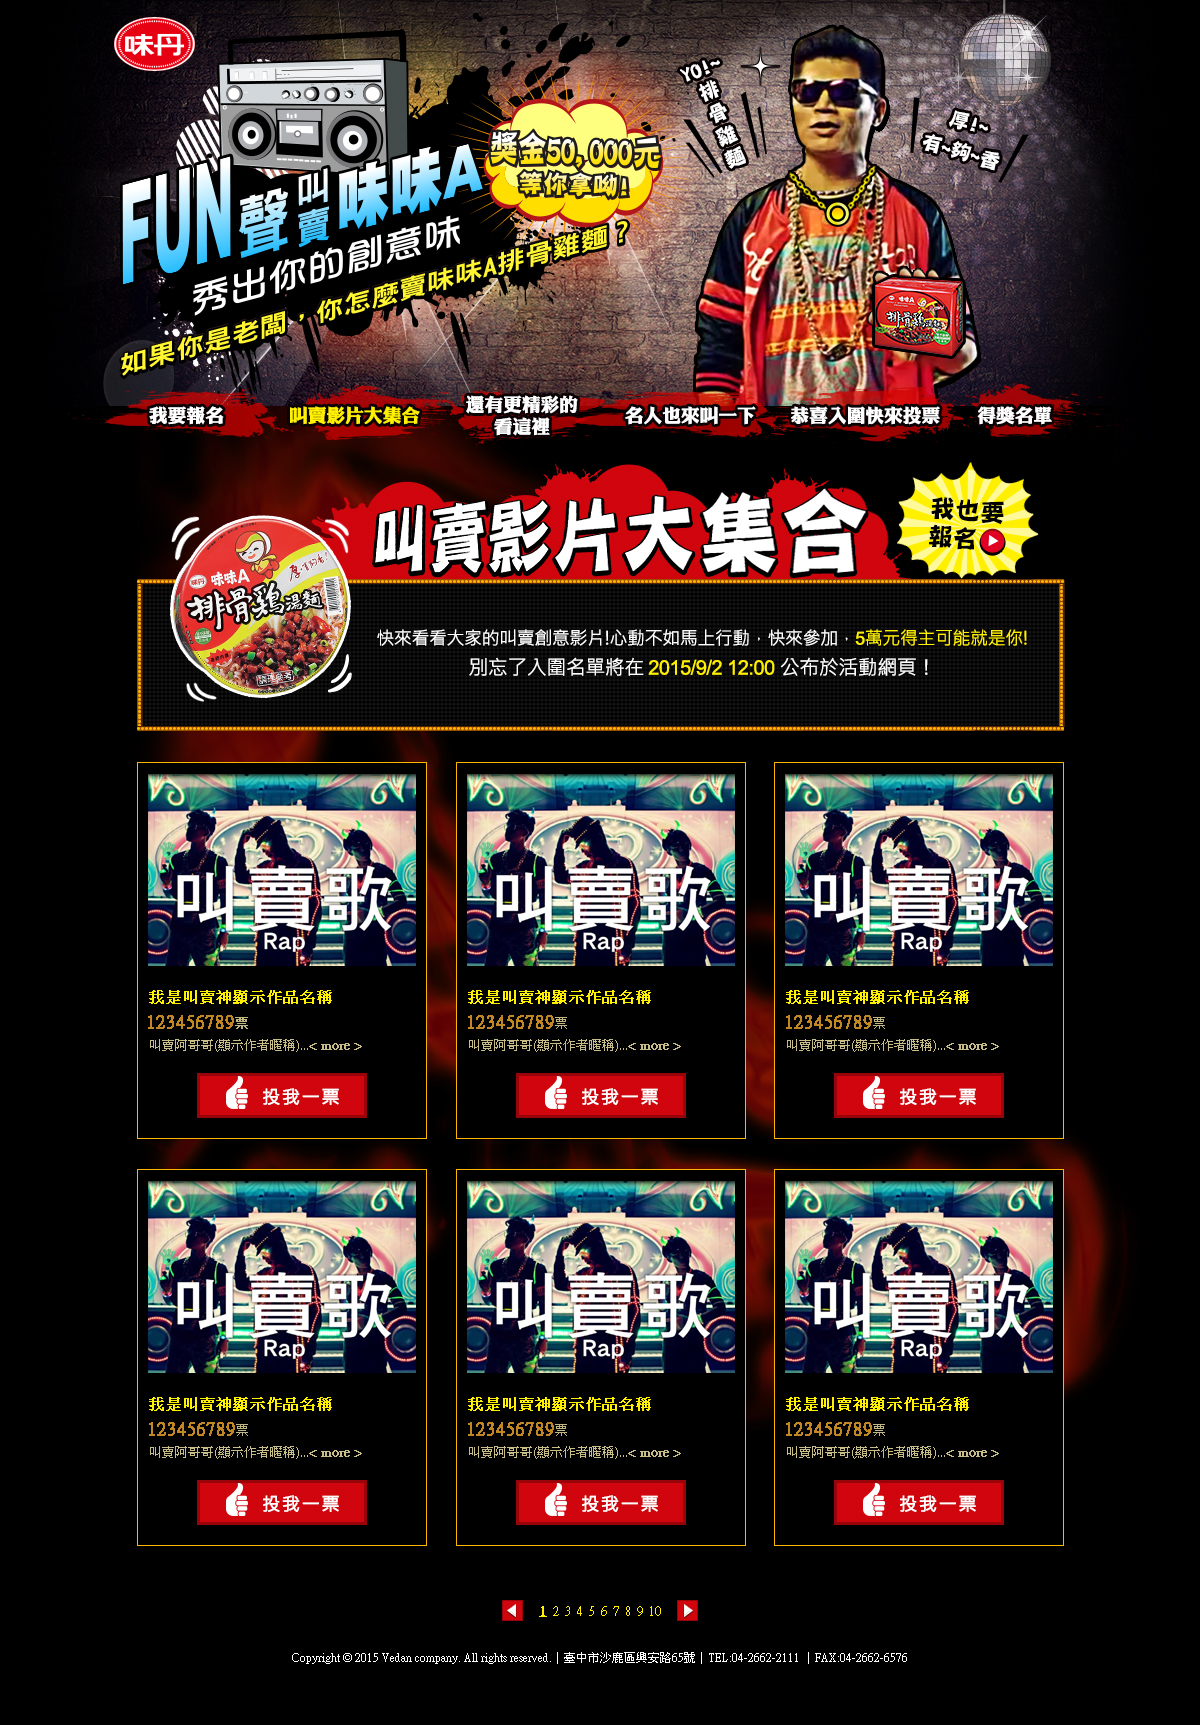 味丹
YO!~
排骨雞麵
厚!~
有~夠~香
獎金50,000元
等你拿呦!
FUN聲叫賣味味A
秀出你的創意味
如果你是老闆，你怎麼賣味味A排骨雞麵？
味味A
排骨雞湯麵
我要報名
叫賣影片大集合
還有更精彩的
看這裡
名人也來叫一下
恭喜入圍快來投票
得獎名單
叫賣影片大集合
我也要
報名
味丹 味味A
排骨雞湯麵
快來看看大家的叫賣創意影片!心動不如馬上行動，快來參加，5萬元得主可能就是你!
別忘了入圍名單將在 2015/9/2 12:00 公布於活動網頁！
叫賣歌 叫賣歌 叫賣歌
Rap Rap Rap
我是叫賣神顯示作品名稱 我是叫賣神顯示作品名稱 我是叫賣神顯示作品名稱
123456789票 123456789票 123456789票
叫賣阿哥哥(顯示作者暱稱)...< more > 叫賣阿哥哥(顯示作者暱稱)...< more > 叫賣阿哥哥(顯示作者暱稱)...< more >
投我一票 投我一票 投我一票
叫賣歌 叫賣歌 叫賣歌
Rap Rap Rap
我是叫賣神顯示作品名稱 我是叫賣神顯示作品名稱 我是叫賣神顯示作品名稱
123456789票 123456789票 123456789票
叫賣阿哥哥(顯示作者暱稱)...< more > 叫賣阿哥哥(顯示作者暱稱)...< more > 叫賣阿哥哥(顯示作者暱稱)...< more >
投我一票 投我一票 投我一票
1 2 3 4 5 6 7 8 9 10
Copyright © 2015 Vedan company. All rights reserved. | 臺中市沙鹿區興安路65號 | TEL:04-2662-2111 | FAX:04-2662-6576